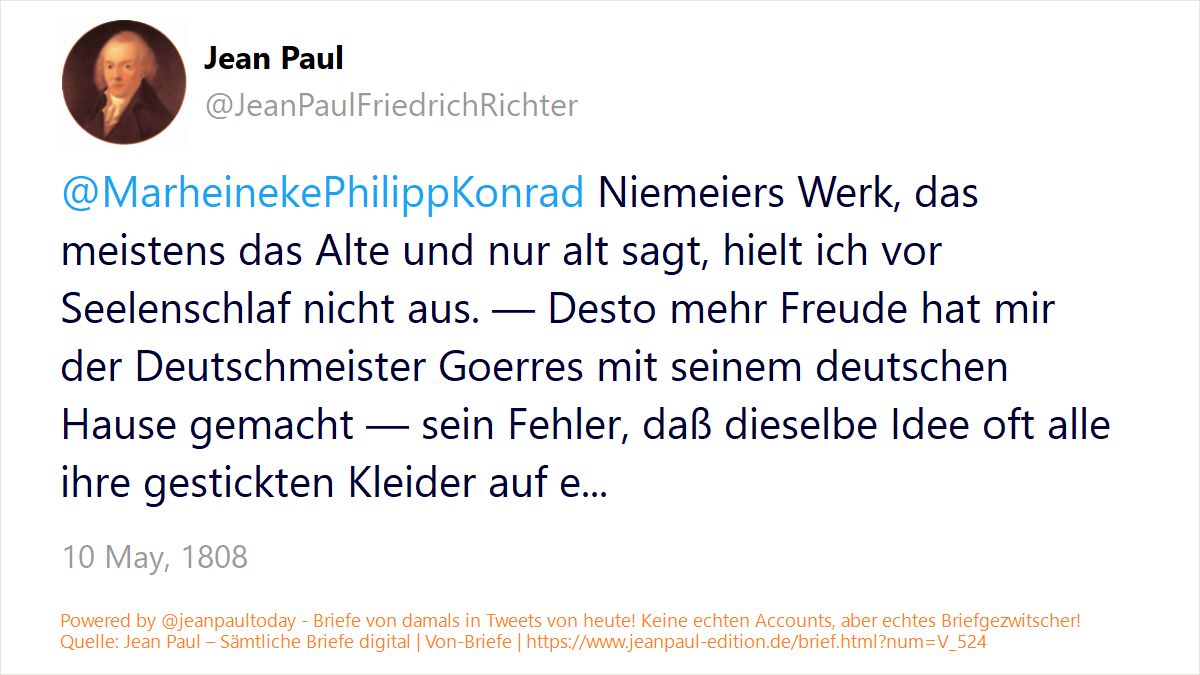 Jean Paul
@JeanPaulFriedrichRichter
@MarheinekePhilippKonrad Niemeiers Werk, das
meistens das Alte und nur alt sagt, hielt ich vor
Seelenschlaf nicht aus. — Desto mehr Freude hat mir
der Deutschmeister Goerres mit seinem deutschen
Hause gemacht — sein Fehler, daß dieselbe Idee oft alle
ihre gestickten Kleider auf e...
10 May, 1808
Powered by @jeanpaultoday - Briefe von damals in Tweets von heute! Keine echten Accounts, aber echtes Briefgezwitscher!
Quelle: Jean Paul – Sämtliche Briefe digital | Von-Briefe | https://www.jeanpaul-edition.de/brief.html?num=V_524